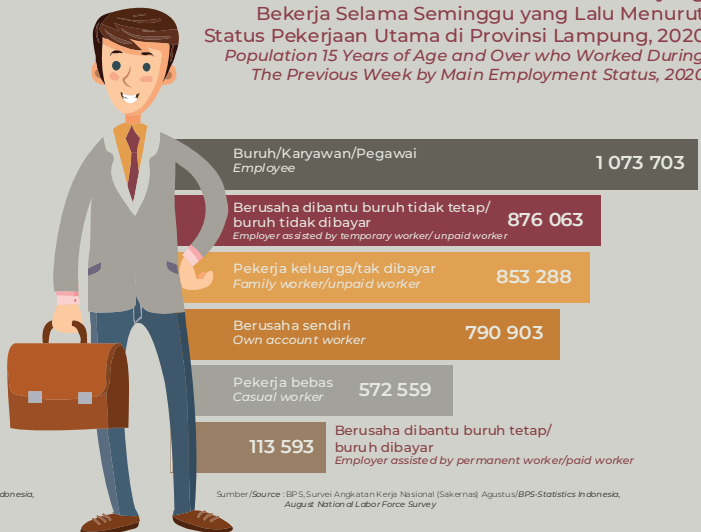 Bekerja Selama Seminggu yang Lalu Menurut
Status Pekerjaan Utama di Provinsi Lampung, 2020
Population 15 Years of Age and Over who Worked During
The Previous Week by Main Employment Status, 2020
Buruh/Karyawan/Pegawai
Employee
1 073 703
Berusaha dibantu buruh tidak tetap/
buruh tidak dibayar
Employer assisted by temporary worker/unpaid worker
876 063
Pekerja keluarga/tak dibayar
Family worker/unpaid worker
853 288
Berusaha sendiri
Own account worker
790 903
Pekerja bebas
Casual worker
572 559
113 593
Berusaha dibantu buruh tetap/
buruh dibayar
Employer assisted by permanent worker/paid worker
donesia,
Sumber/Source : BPS, Survei Angkatan Kerja Nasional (Sakernas) Agustus/BPS-Statistics Indonesia,
August National Labor Force Survey